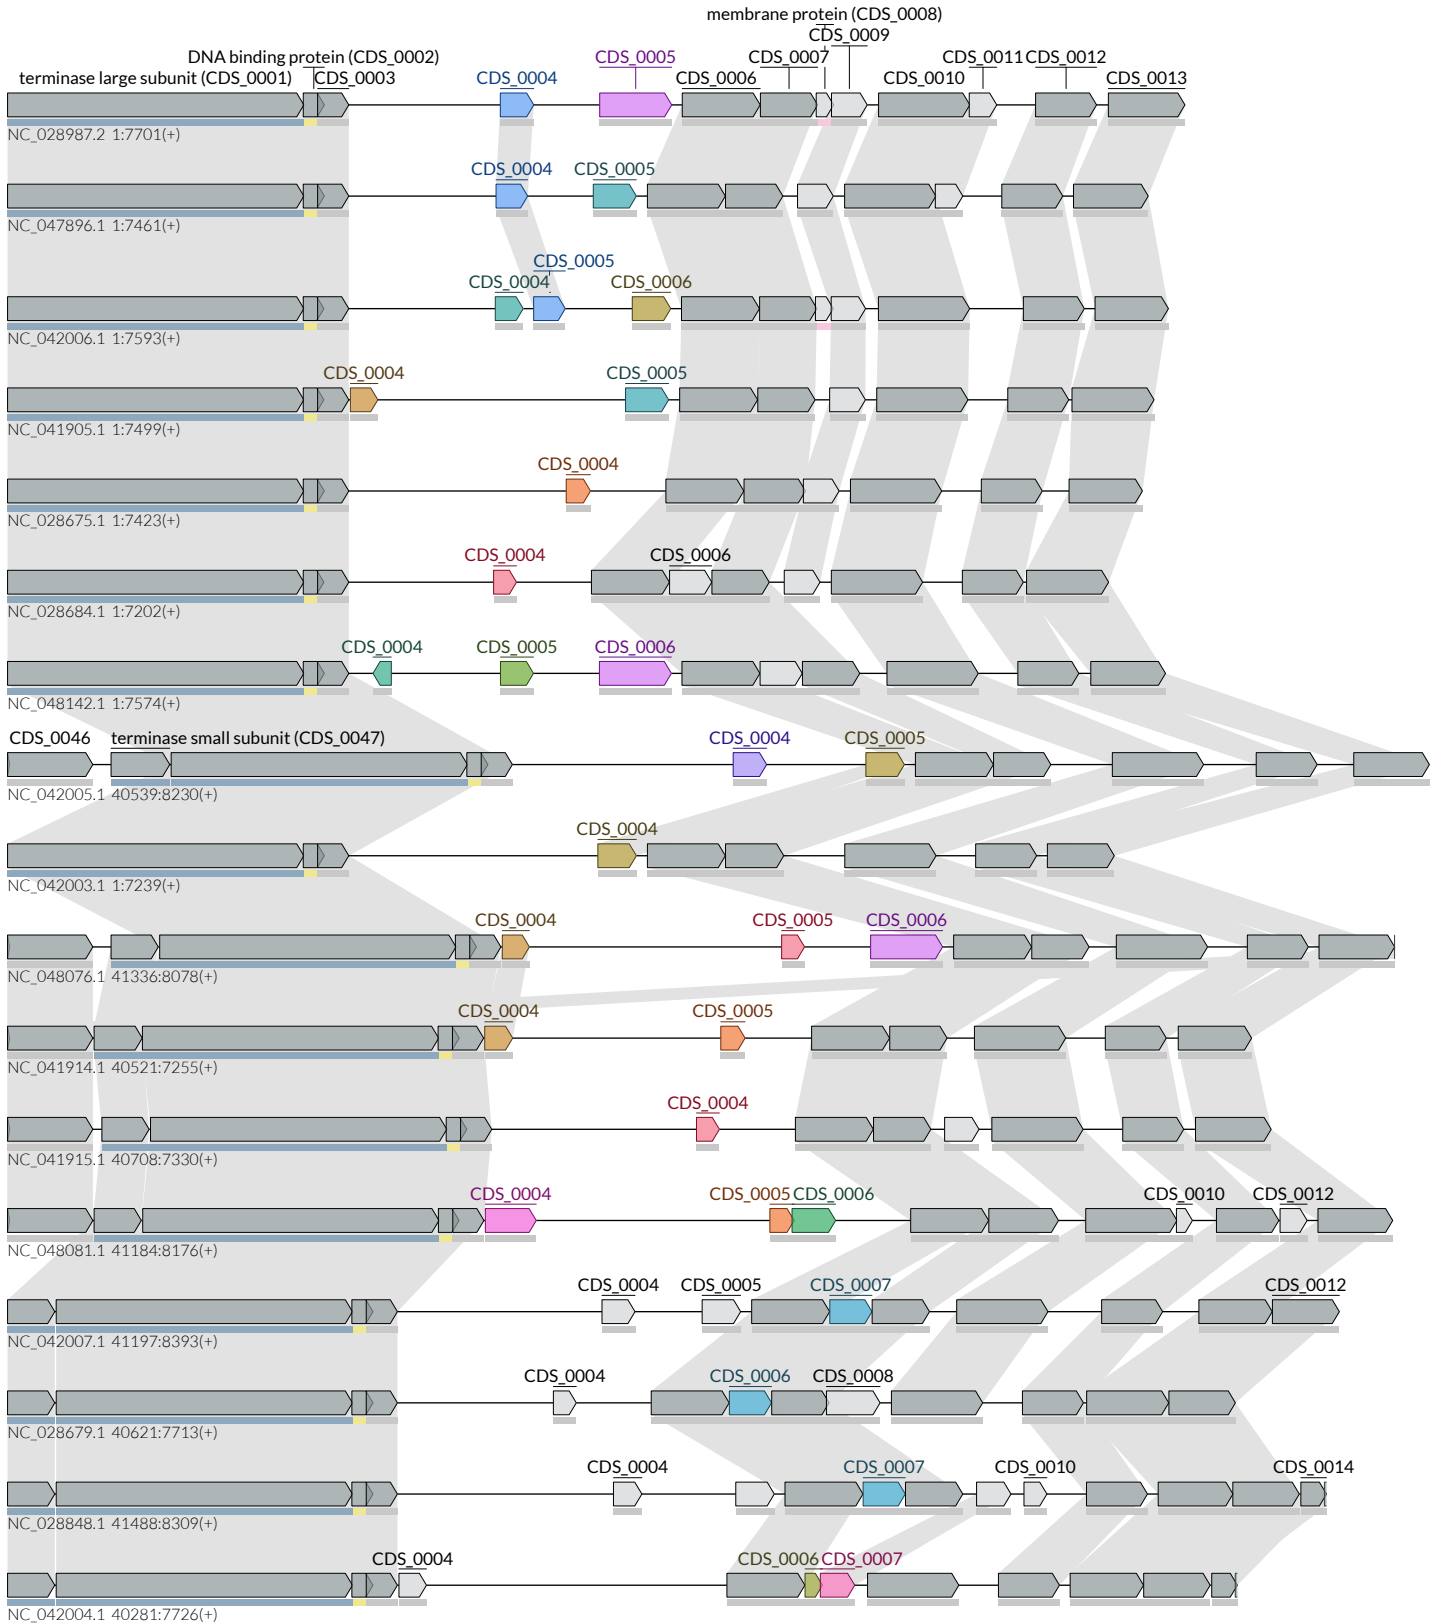 membrane protein (CDS_0008)
CDS_0009
DNA binding protein (CDS_0002) CDS_0005 CDS_0007 CDS_0011 CDS_0012
terminase large subunit (CDS_0001) CDS_0003 CDS_0004 CDS_0006 CDS_0010 CDS_0013
NC_028987.2 1:7701(+)
CDS_0004 CDS_0005
NC_047896.1 1:7461(+)
CDS_0005
CDS_0004 CDS_0006
NC_042006.1 1:7593(+)
CDS_0004 CDS_0005
NC_041905.1 1:7499(+)
CDS_0004
NC_028675.1 1:7423(+)
CDS_0004 CDS_0006
NC_028684.1 1:7202(+)
CDS_0004 CDS_0005 CDS_0006
NC_048142.1 1:7574(+)
CDS_0046 terminase small subunit (CDS_0047) CDS_0004 CDS_0005
NC_042005.1 40539:8230(+)
CDS_0004
NC_042003.1 1:7239(+)
CDS_0004 CDS_0005 CDS_0006
NC_048076.1 41336:8078(+)
CDS_0004 CDS_0005
NC_041914.1 40521:7255(+)
CDS_0004
NC_041915.1 40708:7330(+)
CDS_0004 CDS_0005 CDS_0006 CDS_0010 CDS_0012
NC_048081.1 41184:8176(+)
CDS_0004 CDS_0005 CDS_0007 CDS_0012
NC_042007.1 41197:8393(+)
CDS_0004 CDS_0006 CDS_0008
NC_028679.1 40621:7713(+)
CDS_0004 CDS_0007 CDS_0010 CDS_0014
NC_028848.1 41488:8309(+)
CDS_0004 CDS_0006 CDS_0007
NC_042004.1 40281:7726(+)